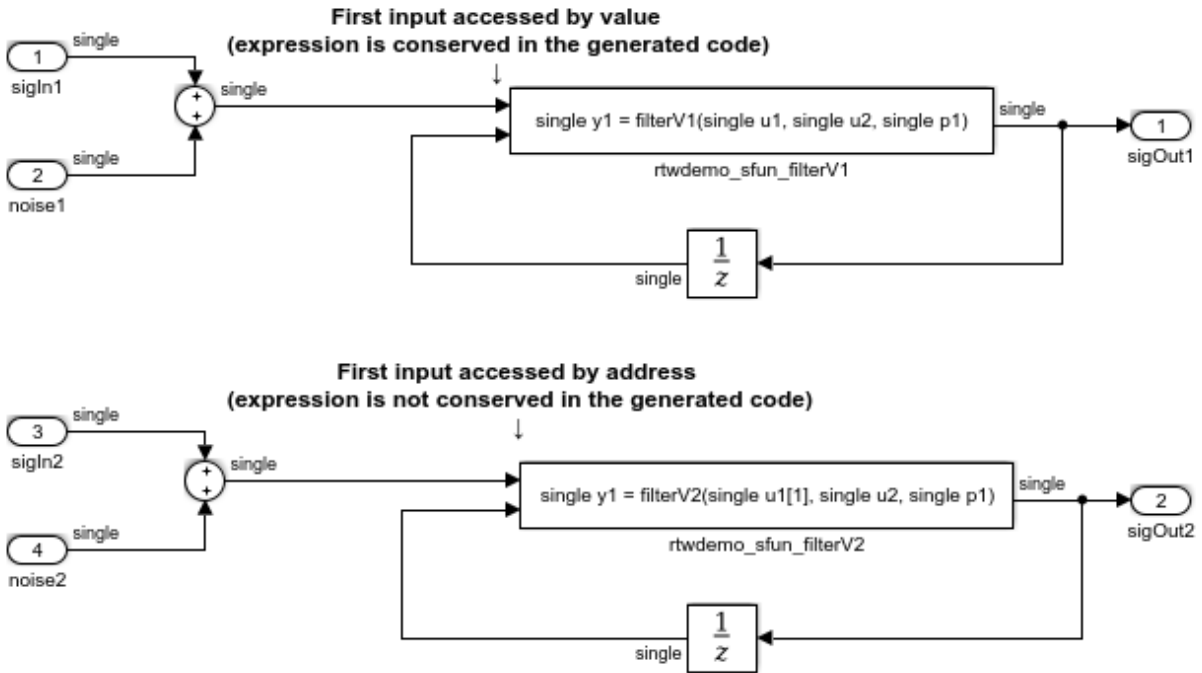 First input accessed by value
(expression is conserved in the generated code)
↓
1
single
sigIn1
+
+
single
single y1 = filterV1(single u1, single u2, single p1)
single
1
sigOut1
2
single
noise1
rtwdemo_sfun_filterV1
1
z
single
First input accessed by address
(expression is not conserved in the generated code)
↓
3
single
sigIn2
+
+
single
single y1 = filterV2(single u1[1], single u2, single p1)
single
2
sigOut2
4
single
noise2
rtwdemo_sfun_filterV2
1
z
single